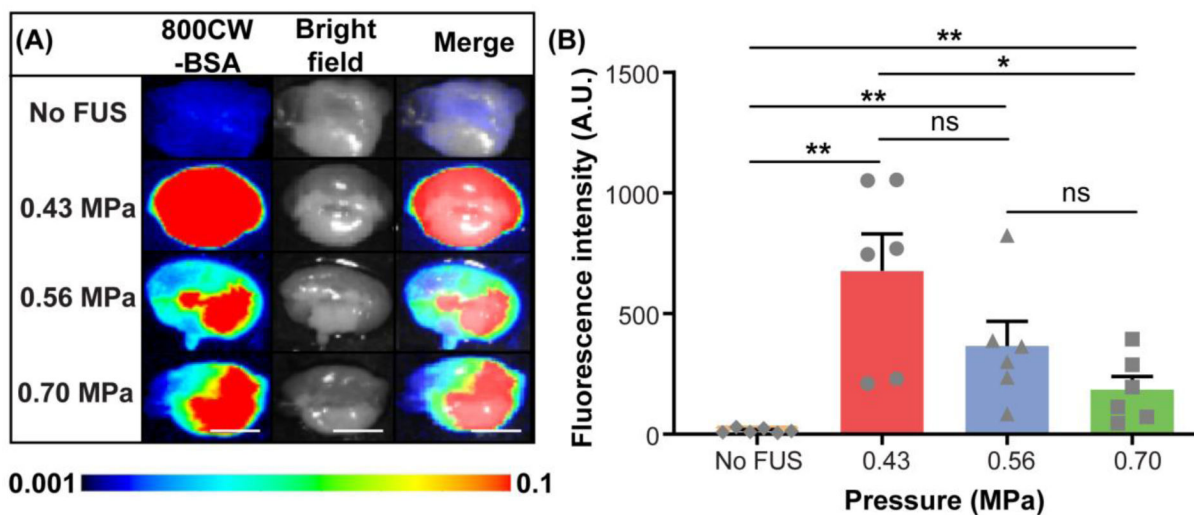 (A)
800CW
-BSA
Bright
field
Merge
No FUS
0.43 MPa
0.56 MPa
0.70 MPa
0.001
0.1
(B)
Fluorescence intensity (A.U.)
1500
1000
500
0
**
*
**
ns
**
ns
No FUS
0.43
0.56
0.70
Pressure (MPa)